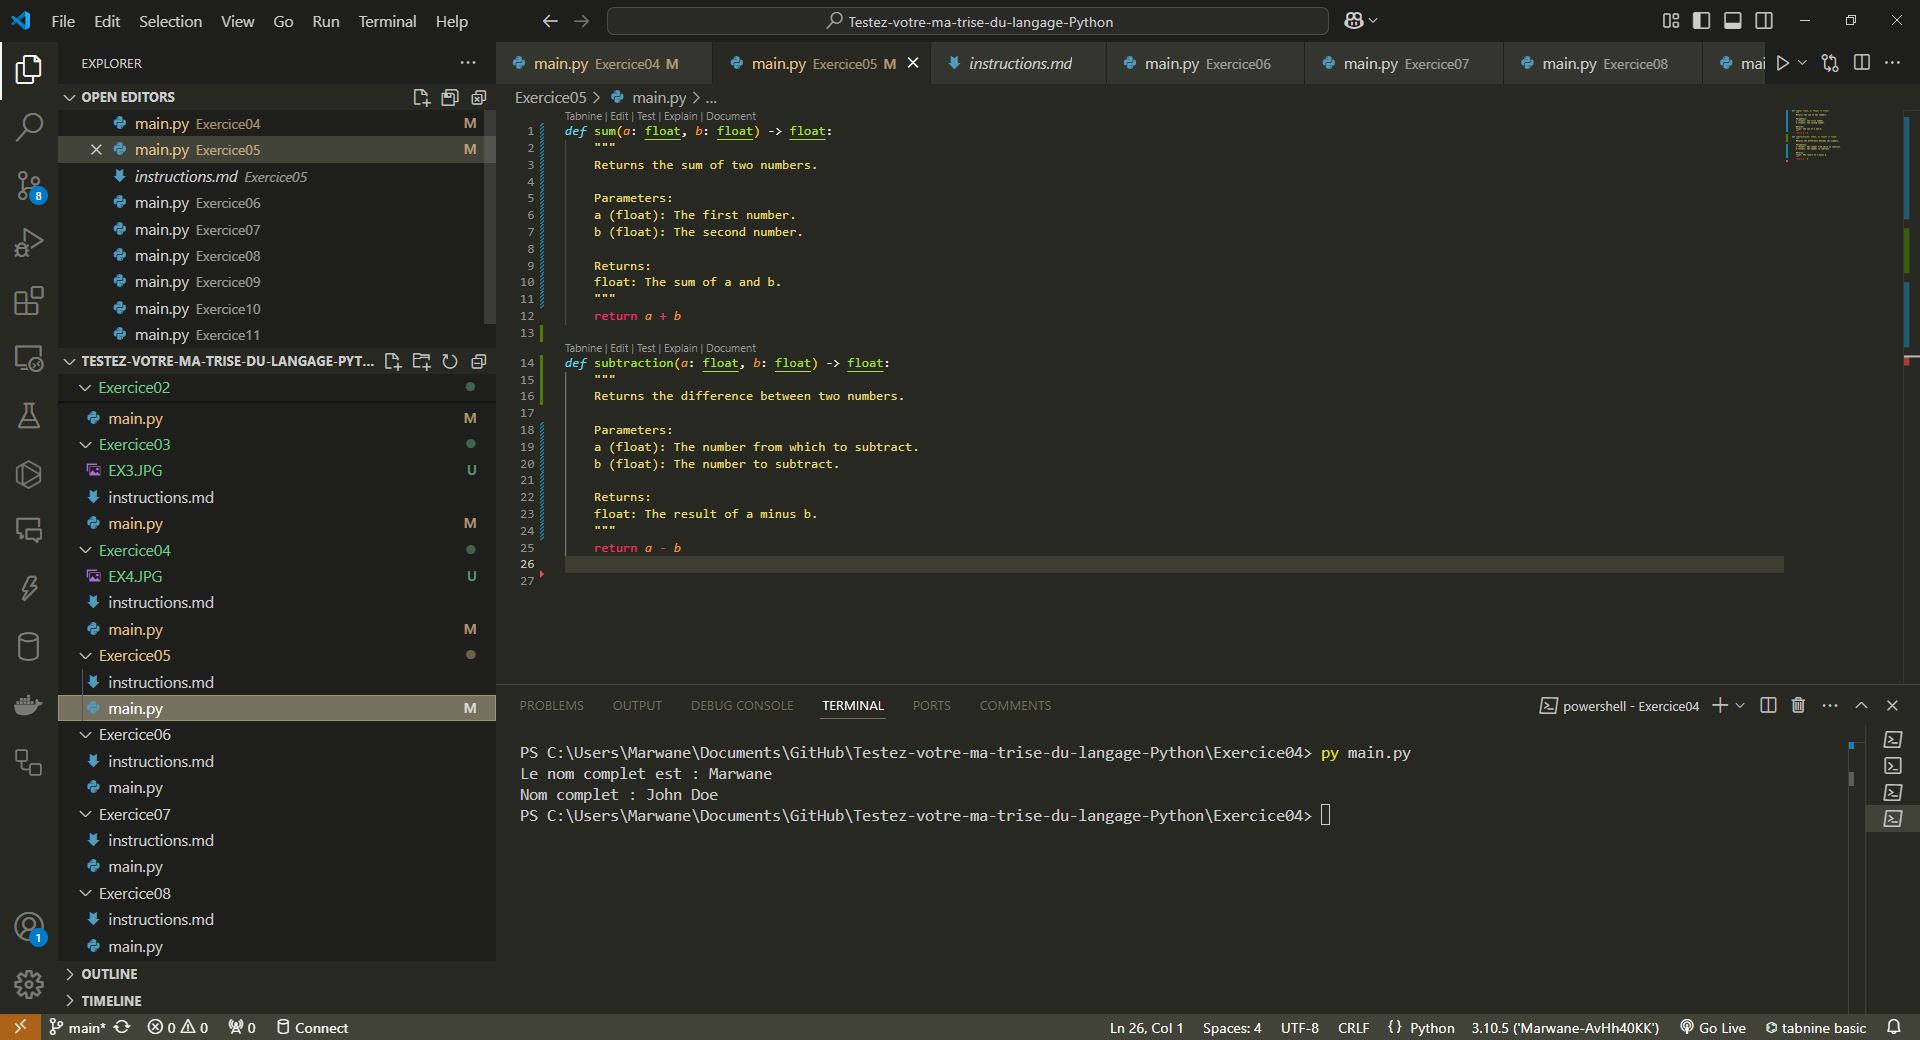 File Edit Selection View Go Run Terminal Help
Testez-votre-ma-trise-du-langage-Python
EXPLORER
OPEN EDITORS
main.py Exercice04 M
main.py Exercice05 M
instructions.md Exercice05
main.py Exercice06
main.py Exercice07
main.py Exercice08
main.py Exercice09
main.py Exercice10
main.py Exercice11
TESTEZ-VOTRE-MA-TRISE-DU-LANGAGE-PYT...
Exercice02
main.py M
Exercice03
EX3.JPG U
instructions.md
main.py M
Exercice04
EX4.JPG U
instructions.md
main.py M
Exercice05
instructions.md
main.py M
Exercice06
instructions.md
main.py
Exercice07
instructions.md
main.py
Exercice08
instructions.md
main.py
OUTLINE
TIMELINE
8
1
main.py Exercice04 M
main.py Exercice05 M
instructions.md
main.py Exercice06
main.py Exercice07
main.py Exercice08
mai
Exercice05 > main.py > ...
Tabnine | Edit | Test | Explain | Document
1 def sum(a: float, b: float) -> float:
2 """
3 Returns the sum of two numbers.
4
5 Parameters:
6 a (float): The first number.
7 b (float): The second number.
8
9 Returns:
10 float: The sum of a and b.
11 """
12 return a + b
13
Tabnine | Edit | Test | Explain | Document
14 def subtraction(a: float, b: float) -> float:
15 """
16 Returns the difference between two numbers.
17
18 Parameters:
19 a (float): The number from which to subtract.
20 b (float): The number to subtract.
21
22 Returns:
23 float: The result of a minus b.
24 """
25 return a - b
26
27
PROBLEMS OUTPUT DEBUG CONSOLE TERMINAL PORTS COMMENTS
powershell - Exercice04
PS C:\Users\Marwane\Documents\GitHub\Testez-votre-ma-trise-du-langage-Python\Exercice04> py main.py
Le nom complet est : Marwane
Nom complet : John Doe
PS C:\Users\Marwane\Documents\GitHub\Testez-votre-ma-trise-du-langage-Python\Exercice04>
main* 0 0 0 Connect
Ln 26, Col 1 Spaces: 4 UTF-8 CRLF {} Python 3.10.5 ('Marwane-AvHh40KK') Go Live tabnine basic